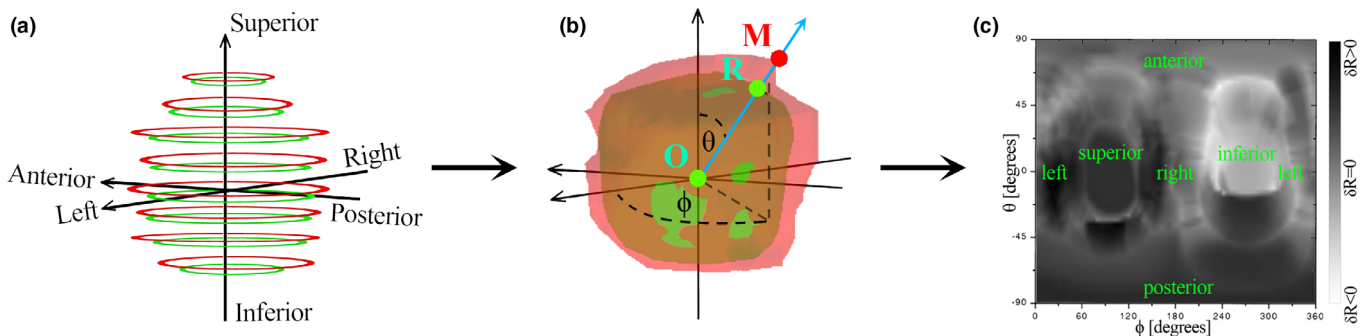 (a)
Superior
Anterior
Left
Right
Posterior
Inferior
(b)
M
R
θ
O
ϕ
(c)
90
45
0
-45
-90
θ [degrees]
anterior
superior
inferior
left
right
left
posterior
0
60
120
180
240
300
360
ϕ [degrees]
δR>0
δR=0
δR<0